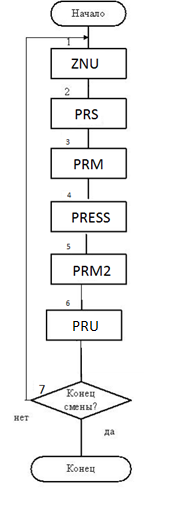 Начало
1
ZNU
2
PRS
3
PRM
4
PRESS
5
PRM2
6
PRU
7
Конец
смены?
нет
да
Конец